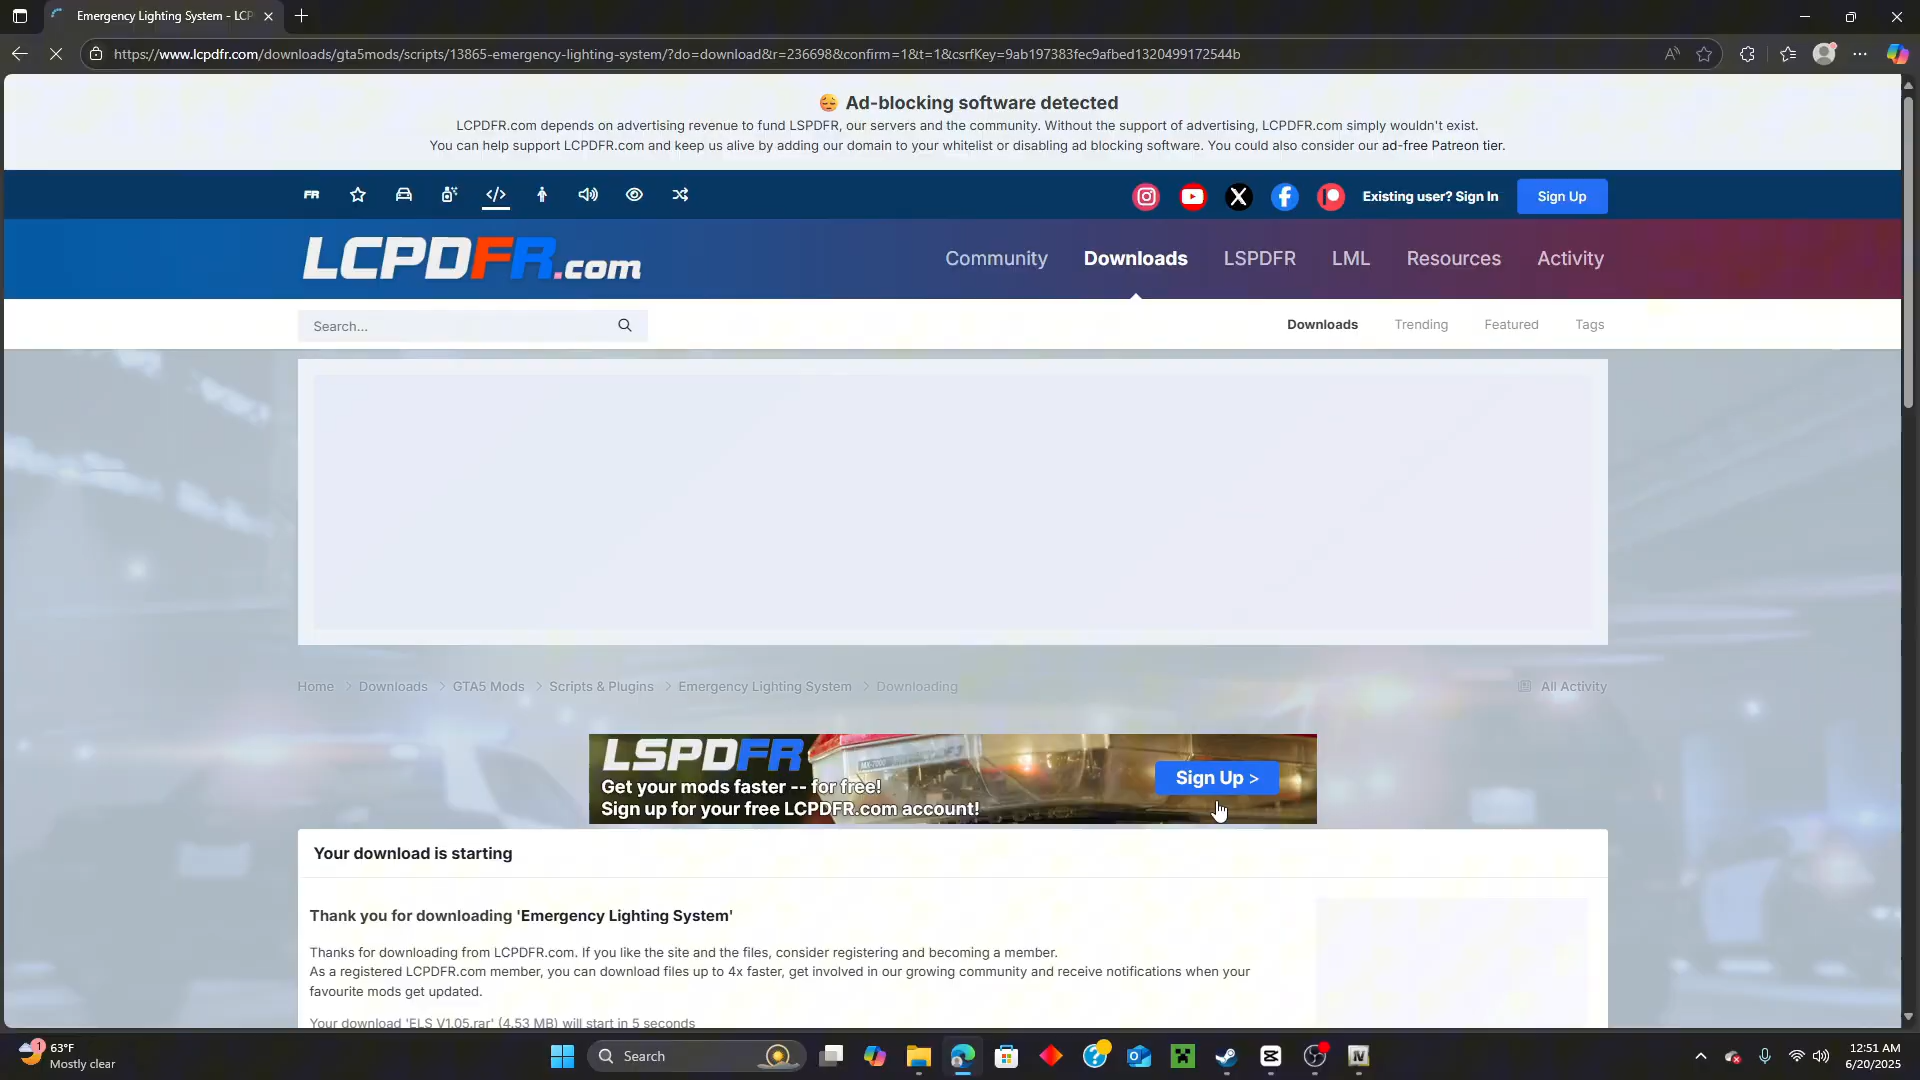 Emergency Lighting System - LCP
https://www.lcpdfr.com/downloads/gta5mods/scripts/13865-emergency-lighting-system/?do=download&r=236698&confirm=1&t=1&csrfKey=9ab197383fec9afbed1320499172544b
Ad-blocking software detected
LCPDFR.com depends on advertising revenue to fund LSPDFR, our servers and the community. Without the support of advertising, LCPDFR.com simply wouldn't exist.
You can help support LCPDFR.com and keep us alive by adding our domain to your whitelist or disabling ad blocking software. You could also consider our ad-free Patreon tier.
FR
Existing user? Sign In
Sign Up
LCPDFR.com
Community
Downloads
LSPDFR
LML
Resources
Activity
Search...
Downloads
Trending
Featured
Tags
Home
Downloads
GTA5 Mods
Scripts & Plugins
Emergency Lighting System
Downloading
All Activity
LSPDFR
Get your mods faster -- for free!
Sign up for your free LCPDFR.com account!
Sign Up >
Your download is starting
Thank you for downloading 'Emergency Lighting System'
Thanks for downloading from LCPDFR.com. If you like the site and the files, consider registering and becoming a member.
As a registered LCPDFR.com member, you can download files up to 4x faster, get involved in our growing community and receive notifications when your
favourite mods get updated.
Your download 'ELS V1.05.rar' (4.53 MB) will start in 5 seconds
1
63°F
Mostly clear
Search
IV
12:51 AM
6/20/2025